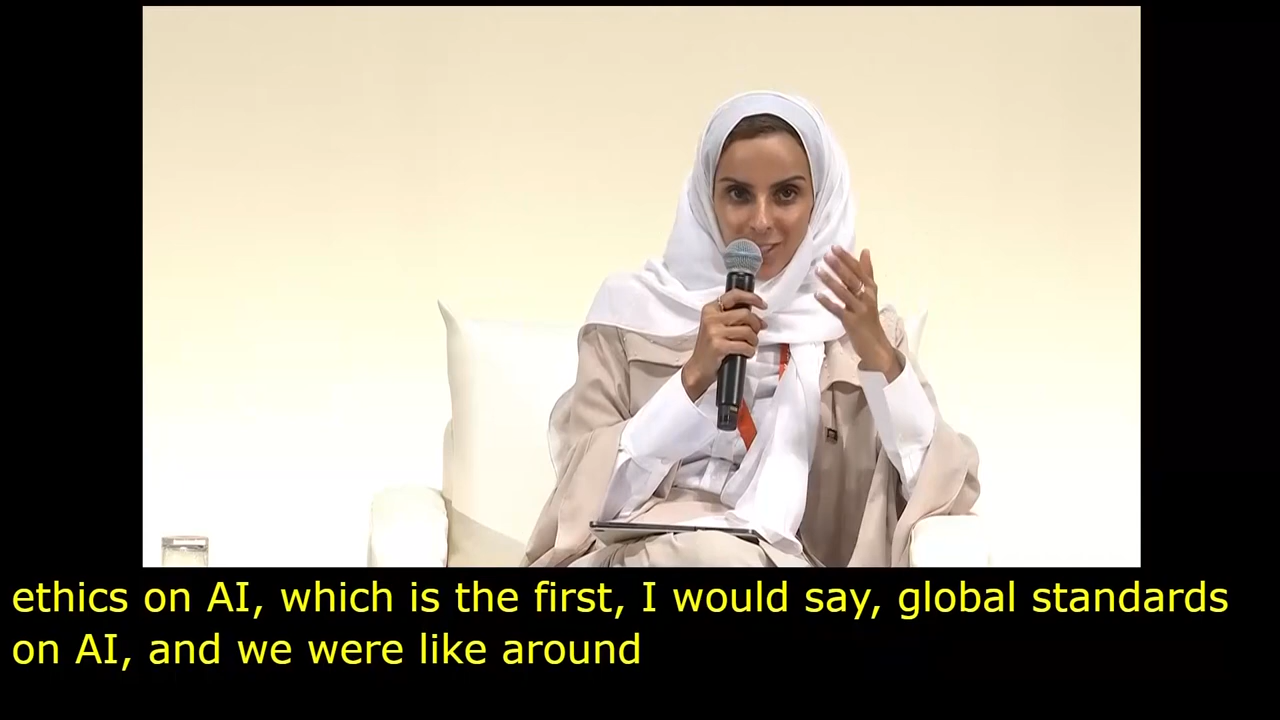 ethics on AI, which is the first, I would say, global standards
on AI, and we were like around